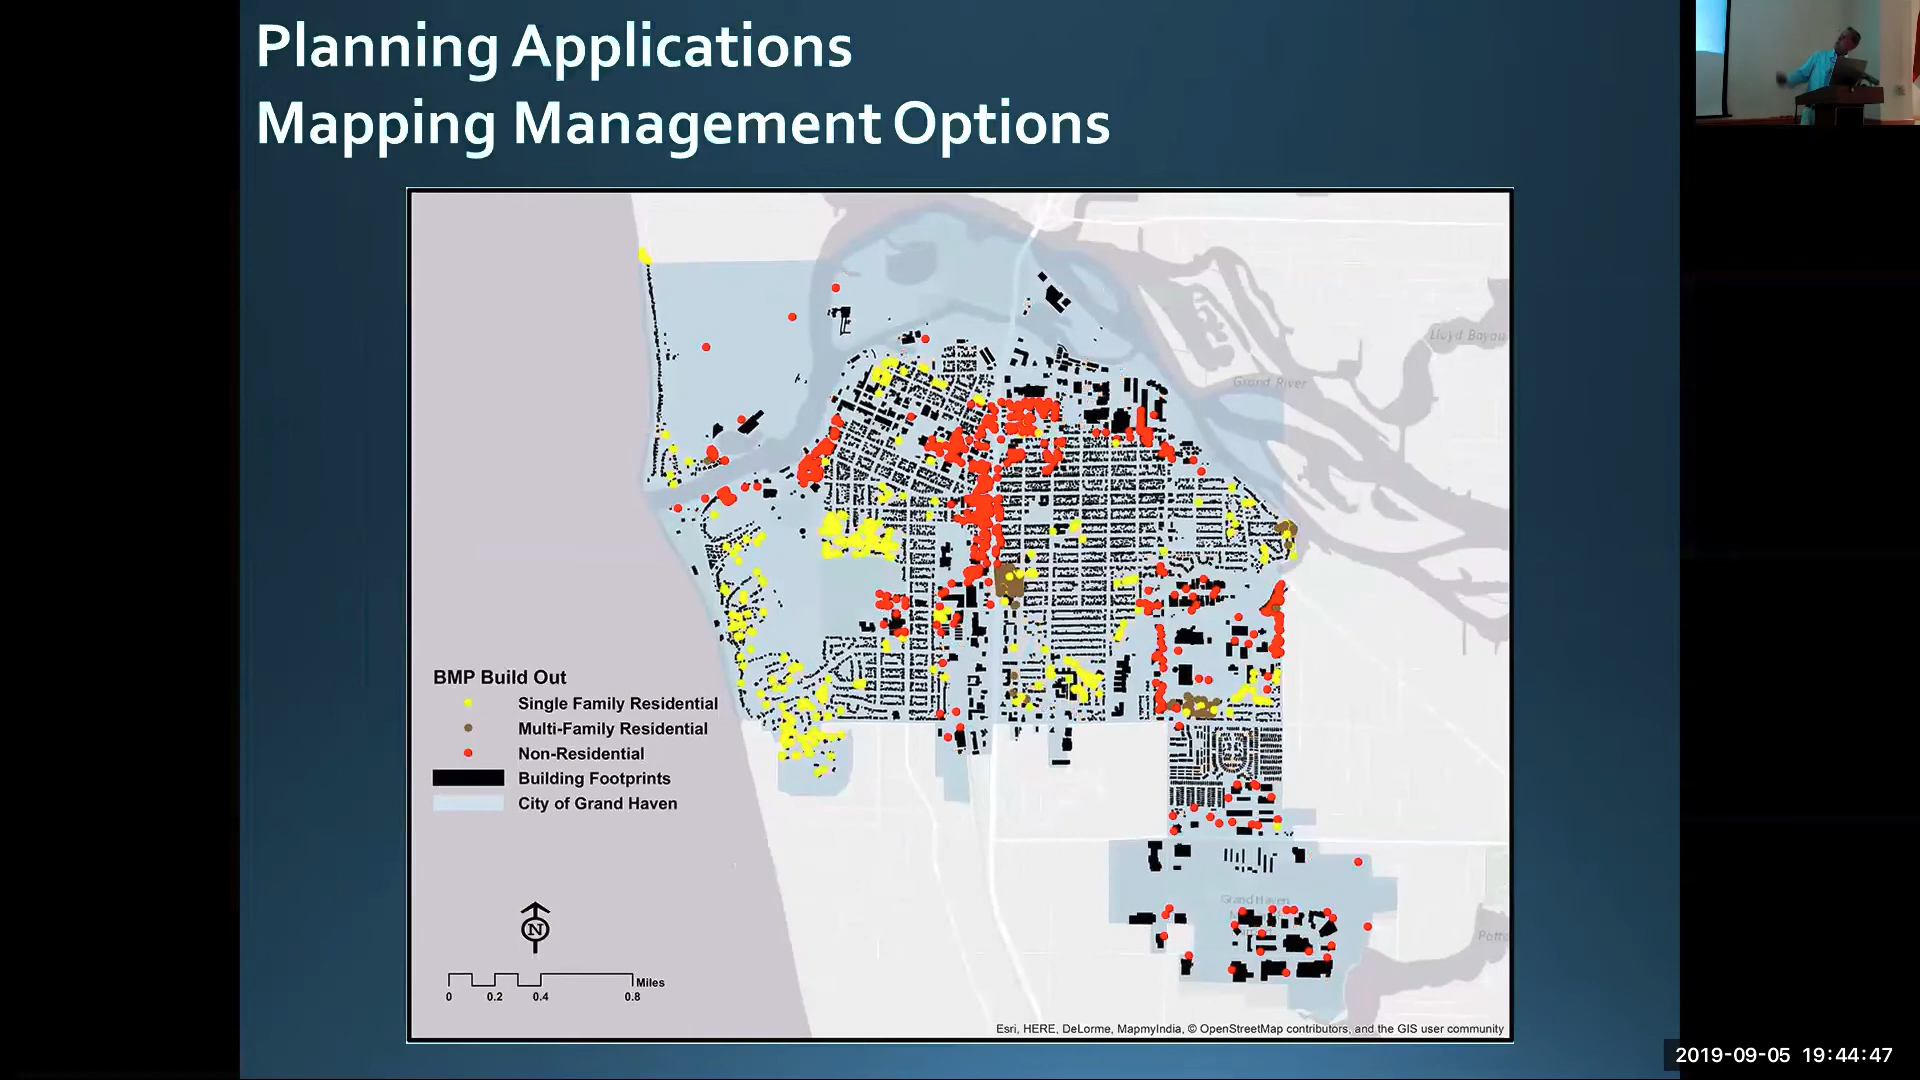 Planning Applications
Mapping Management Options
Lloyd Bayou
Grand River
BMP Build Out
Single Family Residential
Multi-Family Residential
Non-Residential
Building Footprints
City of Grand Haven
Grand Haven
N
Miles
0 0.2 0.4 0.8
Esri, HERE, DeLorme, MapmyIndia, © OpenStreetMap contributors, and the GIS user community
2019-09-05 19:44:47